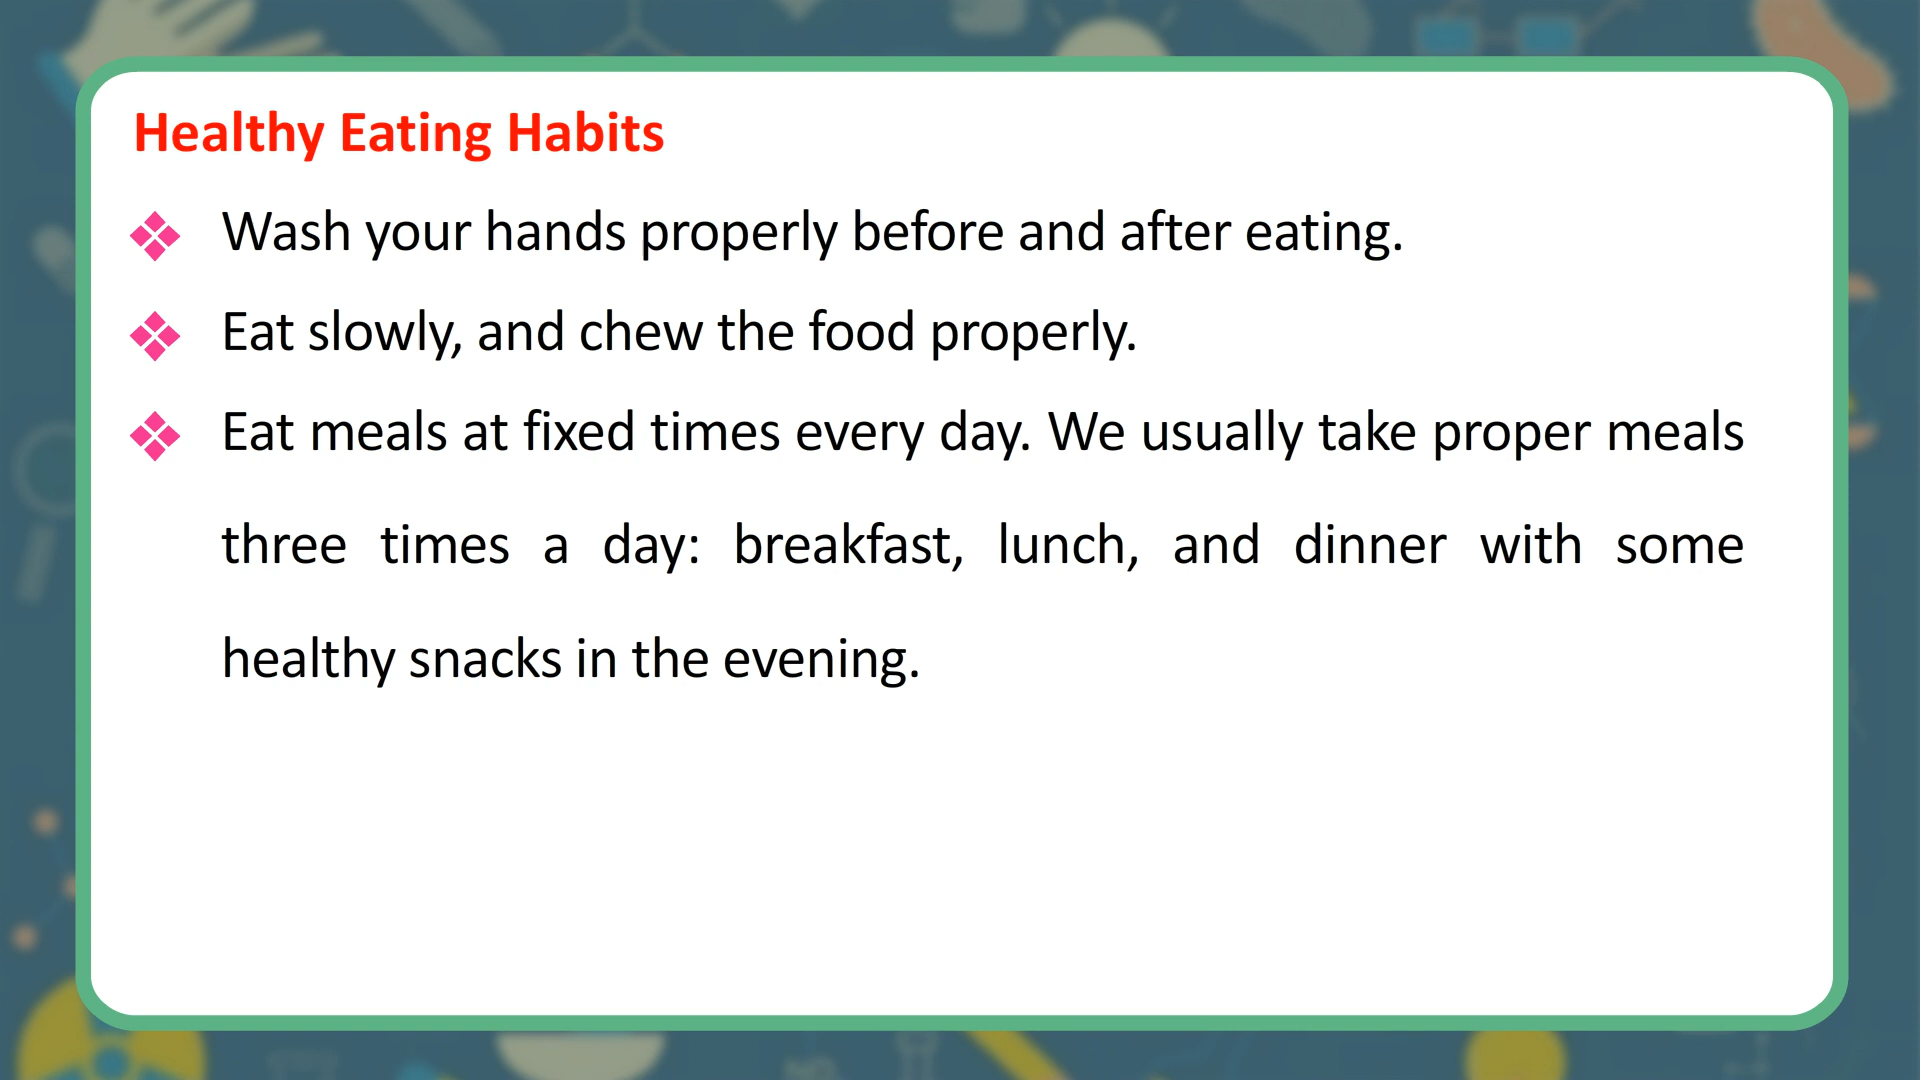 Healthy Eating Habits
❖ Wash your hands properly before and after eating.
❖ Eat slowly, and chew the food properly.
❖ Eat meals at fixed times every day. We usually take proper meals
three times a day: breakfast, lunch, and dinner with some
healthy snacks in the evening.